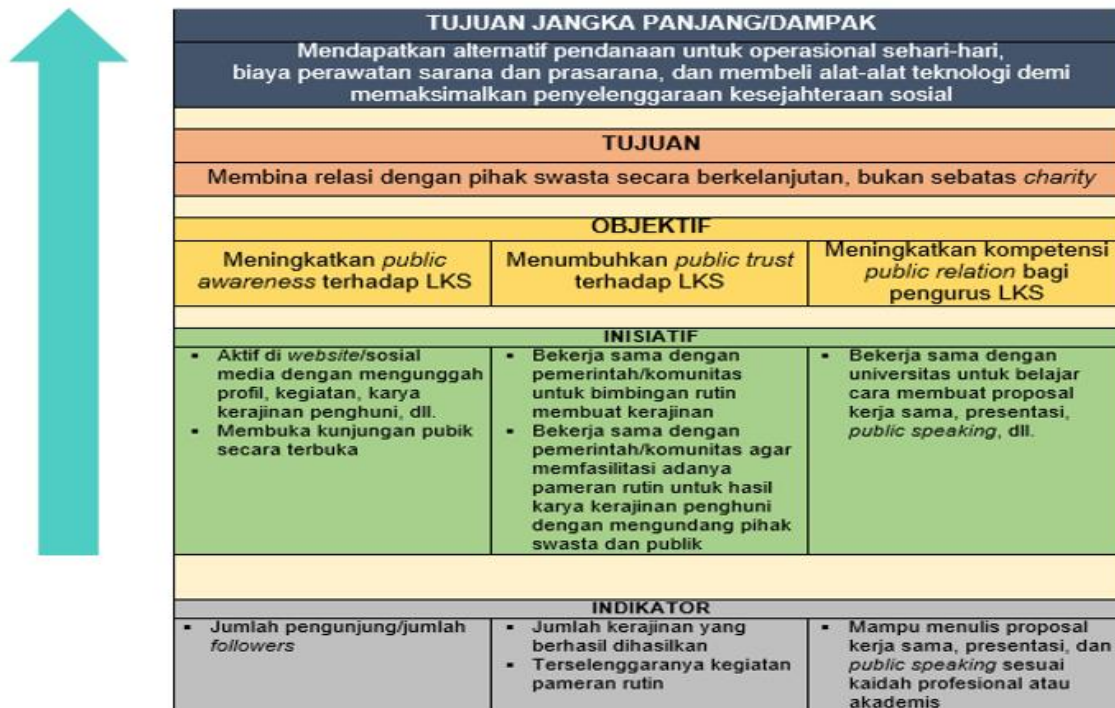 TUJUAN JANGKA PANJANG/DAMPAK
Mendapatkan alternatif pendanaan untuk operasional sehari-hari,
biaya perawatan sarana dan prasarana, dan membeli alat-alat teknologi demi
memaksimalkan penyelenggaraan kesejahteraan sosial
TUJUAN
Membina relasi dengan pihak swasta secara berkelanjutan, bukan sebatas charity
OBJEKTIF
Meningkatkan public
awareness terhadap LKS
Menumbuhkan public trust
terhadap LKS
Meningkatkan kompetensi
public relation bagi
pengurus LKS
INISIATIF
▪ Aktif di website/sosial
media dengan mengunggah
profil, kegiatan, karya
kerajinan penghuni, dll.
▪ Membuka kunjungan pubik
secara terbuka
▪ Bekerja sama dengan
pemerintah/komunitas
untuk bimbingan rutin
membuat kerajinan
▪ Bekerja sama dengan
pemerintah/komunitas agar
memfasilitasi adanya
pameran rutin untuk hasil
karya kerajinan penghuni
dengan mengundang pihak
swasta dan publik
▪ Bekerja sama dengan
universitas untuk belajar
cara membuat proposal
kerja sama, presentasi,
public speaking, dll.
INDIKATOR
▪ Jumlah pengunjung/jumlah
followers
▪ Jumlah kerajinan yang
berhasil dihasilkan
▪ Terselenggaranya kegiatan
pameran rutin
▪ Mampu menulis proposal
kerja sama, presentasi, dan
public speaking sesuai
kaidah profesional atau
akademis